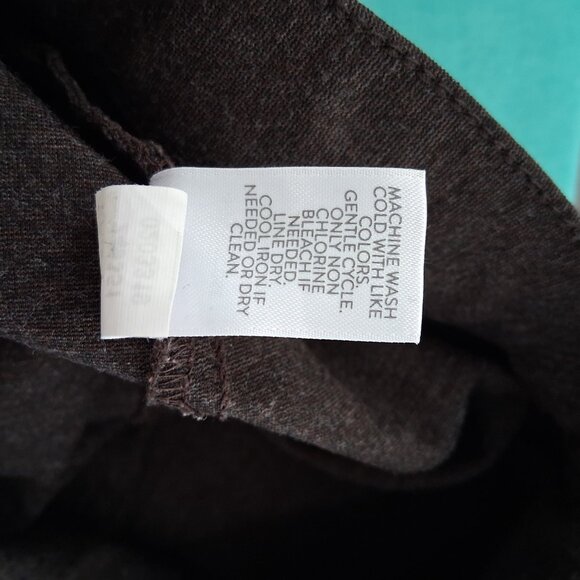 MACHINE WASH
COLD WITH LIKE
COLORS.
GENTLE CYCLE.
ONLY NON
CHLORINE
BLEACH IF
NEEDED.
LINE DRY.
COOL IRON IF
NEEDED OR DRY
CLEAN